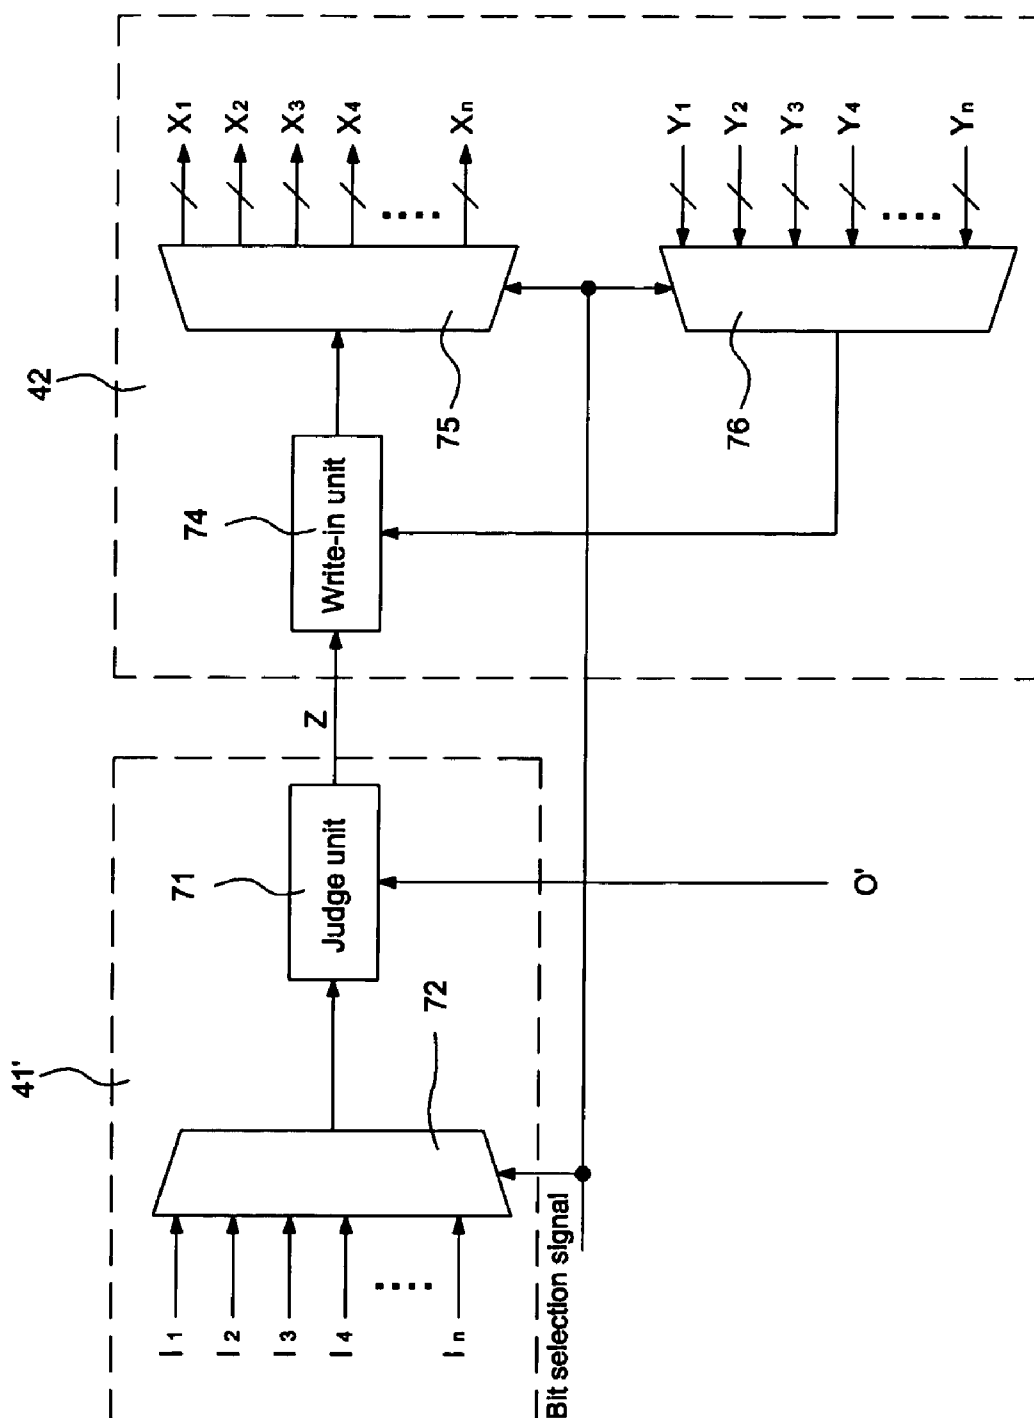 42
X1
X2
X3
X4
Xn
Y1
Y2
Y3
Y4
Yn
75
76
74
Write-in unit
Z
41'
71
Judge unit
O'
72
I1
I2
I3
I4
In
Bit selection signal